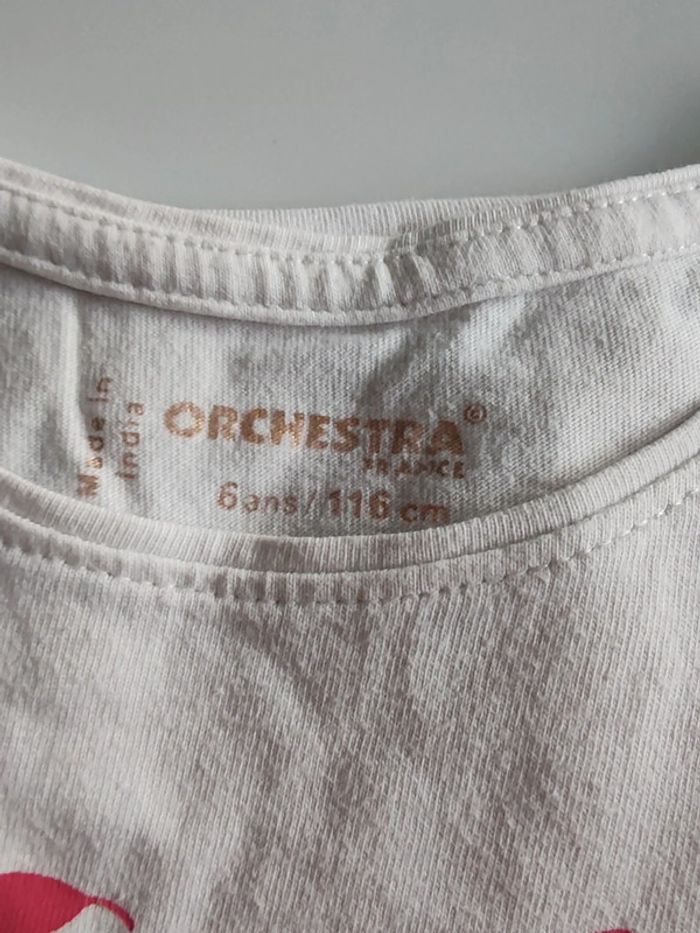 Made in
India
ORCHESTRA®
FRANCE
6ans / 116 cm